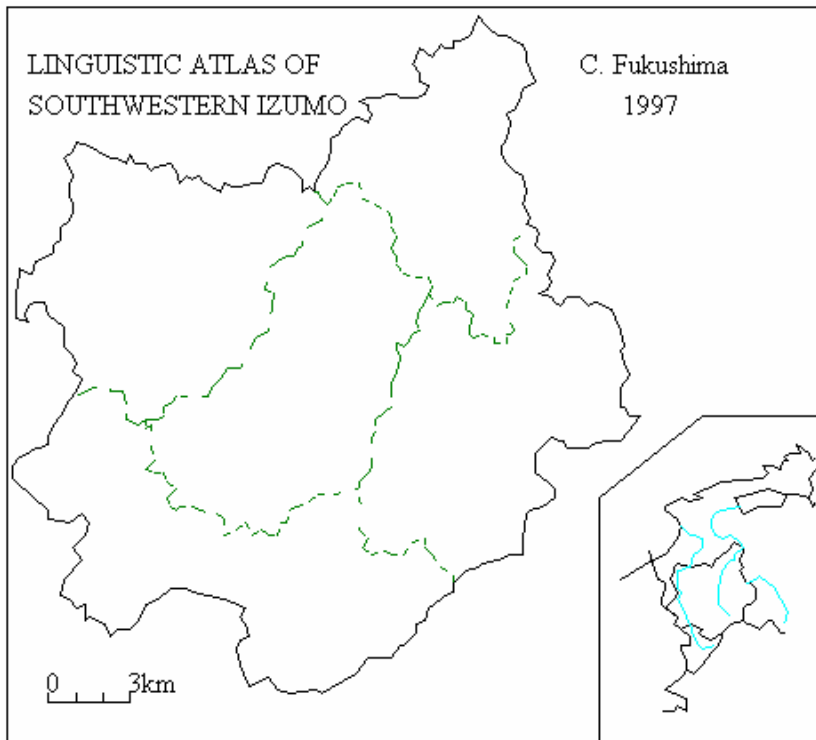 LINGUISTIC ATLAS OF
SOUTHWESTERN IZUMO
C. Fukushima
1997
0 3km